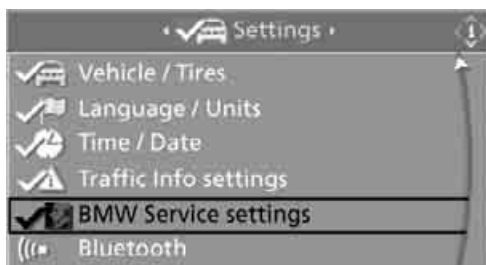 Settings
Vehicle / Tires
Language / Units
Time / Date
Traffic Info settings
BMW Service settings
Bluetooth